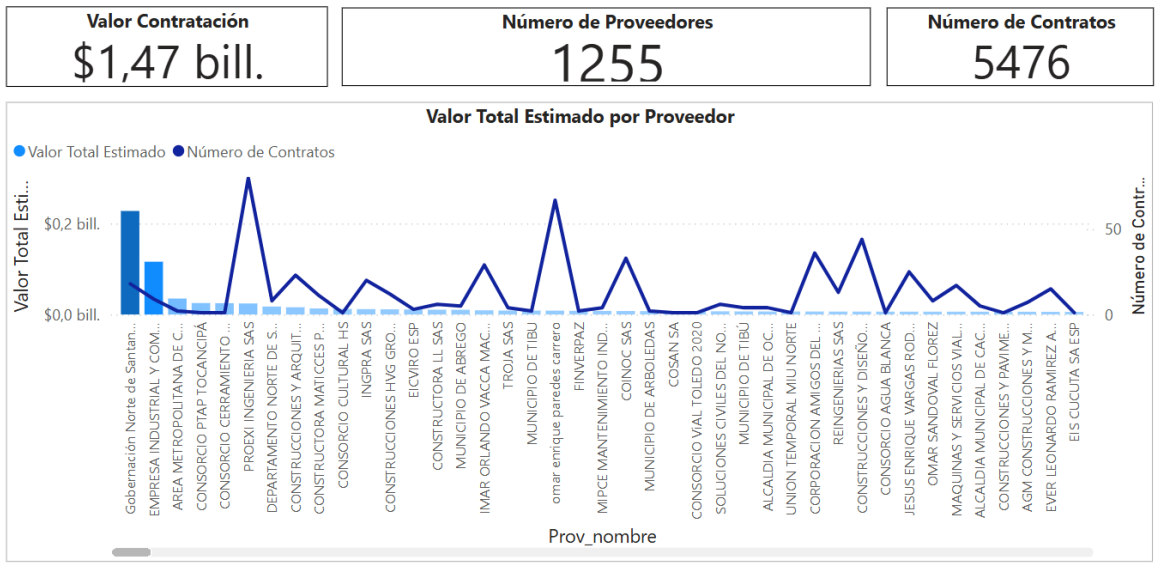 Valor Contratación
$1,47 bill.
Número de Proveedores
1255
Número de Contratos
5476
Valor Total Estimado por Proveedor
Valor Total Estimado
Número de Contratos
Valor Total Esti...
$0,2 bill.
$0,0 bill.
50
0
Número de Contr...
Gobernación Norte de Santan...
EMPRESA INDUSTRIAL Y COM...
AREA METROPOLITANA DE C...
CONSORCIO PTAP TOCANCIPÁ
CONSORCIO CERRAMIENTO ...
PROEXI INGENIERIA SAS
DEPARTAMENTO NORTE DE S...
CONSTRUCCIONES Y ARQUIT...
CONSTRUCTORA MATICCES P...
CONSORCIO CULTURAL HS
INGPRA SAS
CONSTRUCCIONES HVG GRO...
EICVIRO ESP
CONSTRUCTORA LL SAS
MUNICIPIO DE ABREGO
IMAR ORLANDO VACCA MAC...
TROJA SAS
MUNICIPIO DE TIBU
omar enrique paredes carrero
FINVERPAZ
MIPCE MANTENIMIENTO IND...
COINOC SAS
MUNICIPIO DE ARBOLEDAS
COSAN SA
CONSORCIO ViAL TOLEDO 2020
SOLUCIONES CIVILES DEL NO...
MUNICIPIO DE TIBÚ
ALCALDIA MUNICIPAL DE OC...
UNION TEMPORAL MIU NORTE
CORPORACION AMIGOS DEL ...
REINGENIERIAS SAS
CONSTRUCCIONES Y DISEÑO...
CONSORCIO AGUA BLANCA
JESUS ENRIQUE VARGAS ROD...
OMAR SANDOVAL FLOREZ
MAQUINAS Y SERVICIOS VIAL...
ALCALDIA MUNICIPAL DE CAC...
CONSTRUCCIONES Y PAVIME...
AGM CONSTRUCCIONES Y M...
EVER LEONARDO RAMIREZ A...
EIS CUCUTA SA ESP
Prov_nombre